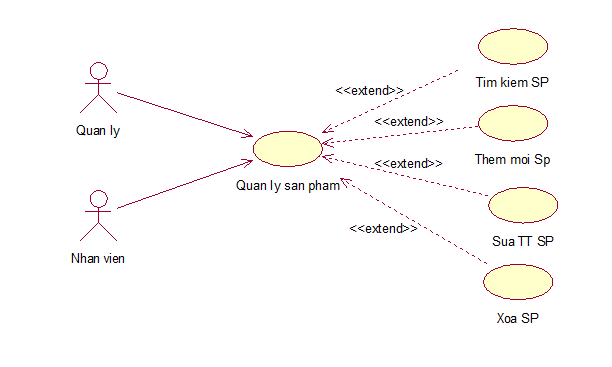 Quan ly
Nhan vien
Quan ly san pham
<<extend>>
Tim kiem SP
<<extend>>
Them moi Sp
<<extend>>
Sua TT SP
<<extend>>
Xoa SP